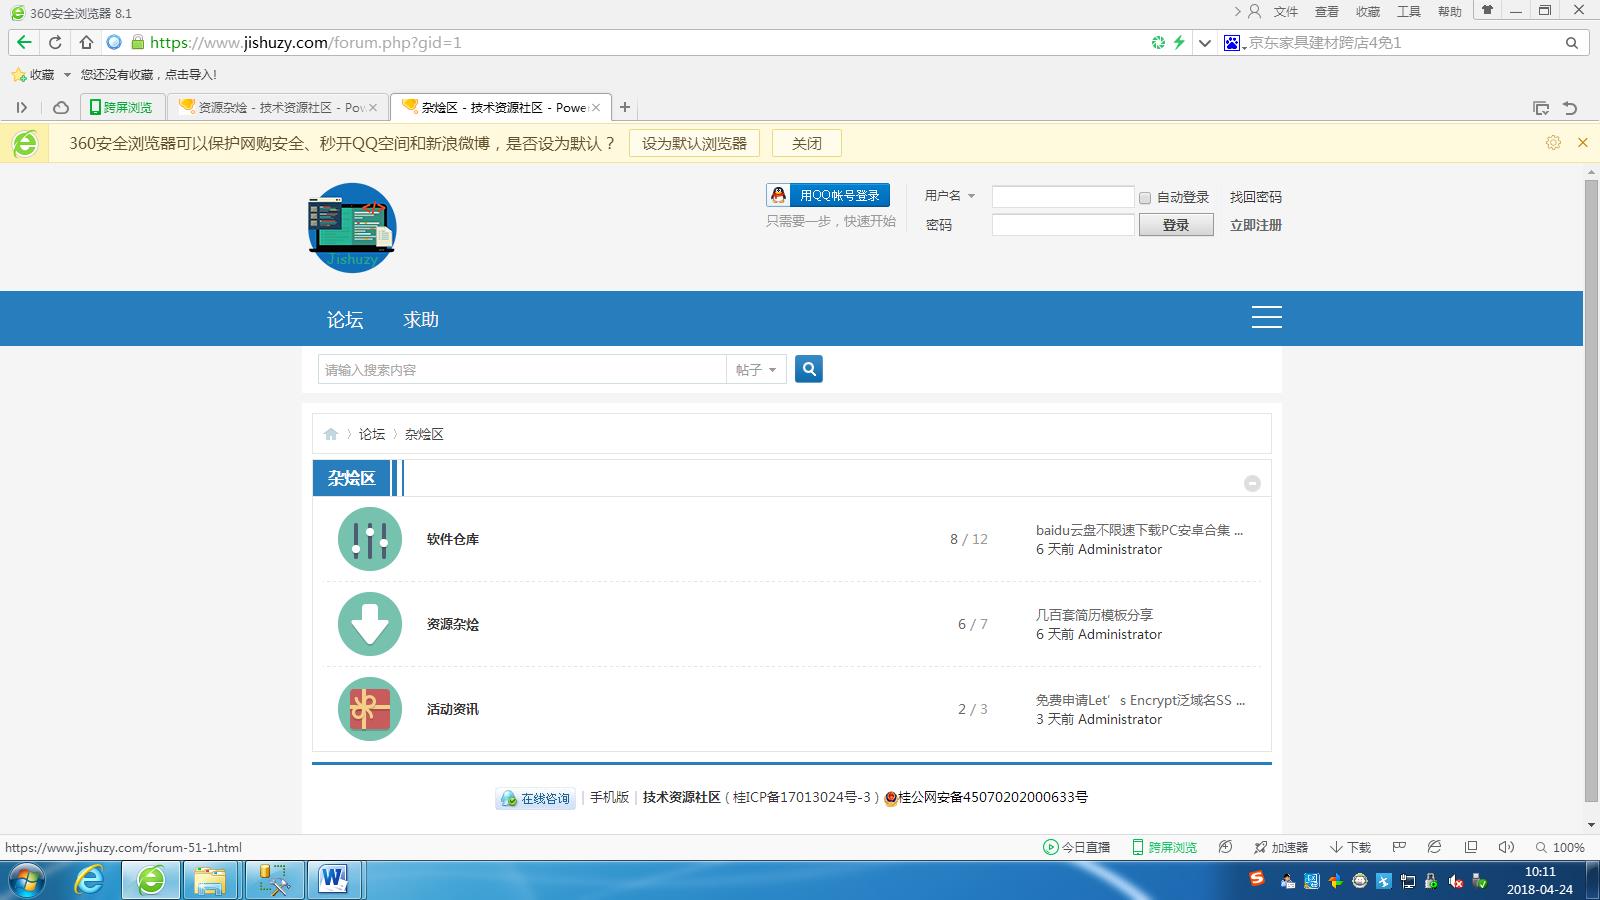 360安全浏览器 8.1
文件 查看 收藏 工具 帮助
https://www.jishuzy.com/forum.php?gid=1
京东家具建材跨店4免1
收藏 您还没有收藏，点击导入!
跨屏浏览 资源杂烩 - 技术资源社区 - Pow 杂烩区 - 技术资源社区 - Power
360安全浏览器可以保护网购安全、秒开QQ空间和新浪微博，是否设为默认？ 设为默认浏览器 关闭
用QQ帐号登录 用户名 自动登录 找回密码
只需要一步，快速开始 密码 登录 立即注册
Jishuzy
论坛 求助
请输入搜索内容 帖子
论坛 杂烩区
杂烩区
软件仓库 8 / 12 baidu云盘不限速下载PC安卓合集 ...
6 天前 Administrator
资源杂烩 6 / 7 几百套简历模板分享
6 天前 Administrator
活动资讯 2 / 3 免费申请Let’s Encrypt泛域名SS ...
3 天前 Administrator
在线咨询 | 手机版 | 技术资源社区 ( 桂ICP备17013024号-3 ) 桂公网安备45070202000633号
https://www.jishuzy.com/forum-51-1.html 今日直播 跨屏浏览 加速器 下载 100%
10:11
2018-04-24